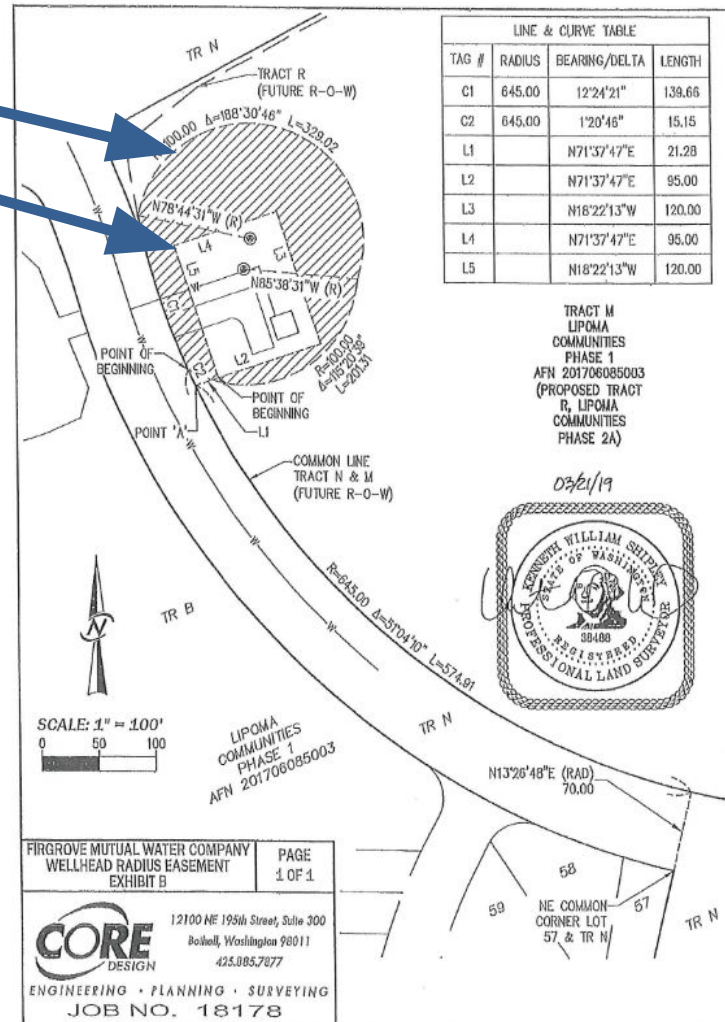 TR N
TRACT R
(FUTURE R-O-W)
100.00 Δ=188°30'46" L=329.02
N78°44'31"W (R)
L4
L3
L5
W
N85°38'31"W (R)
C1
L2
R=100.00
Δ=115°20'39"
L=201.31
POINT OF
BEGINNING
C2
POINT OF
BEGINNING
POINT 'A'
L1
COMMON LINE
TRACT N & M
(FUTURE R-O-W)
W
W
W
W
W
R=645.00 Δ=51°04'10" L=574.91
TR B
TR N
N
SCALE: 1" = 100'
0 50 100
LIPOMA
COMMUNITIES
PHASE 1
AFN 201706085003
N13°26'48"E (RAD)
70.00
58
59
57
NE COMMON
CORNER LOT
57 & TR N
TR N
LINE & CURVE TABLE
TAG # RADIUS BEARING/DELTA LENGTH
C1 645.00 12°24'21" 139.66
C2 645.00 1°20'46" 15.15
L1 N71°37'47"E 21.28
L2 N71°37'47"E 95.00
L3 N18°22'13"W 120.00
L4 N71°37'47"E 95.00
L5 N18°22'13"W 120.00
TRACT M
LIPOMA
COMMUNITIES
PHASE 1
AFN 201706085003
(PROPOSED TRACT
R, LIPOMA
COMMUNITIES
PHASE 2A)
03/21/19
KENNETH WILLIAM SHIPLEY
STATE OF WASHINGTON
38488
REGISTERED
PROFESSIONAL LAND SURVEYOR
FIRGROVE MUTUAL WATER COMPANY
WELLHEAD RADIUS EASEMENT
EXHIBIT B
PAGE
1 OF 1
CORE
DESIGN
12100 NE 195th Street, Suite 300
Bothell, Washington 98011
425.885.7877
ENGINEERING · PLANNING · SURVEYING
JOB NO. 18178